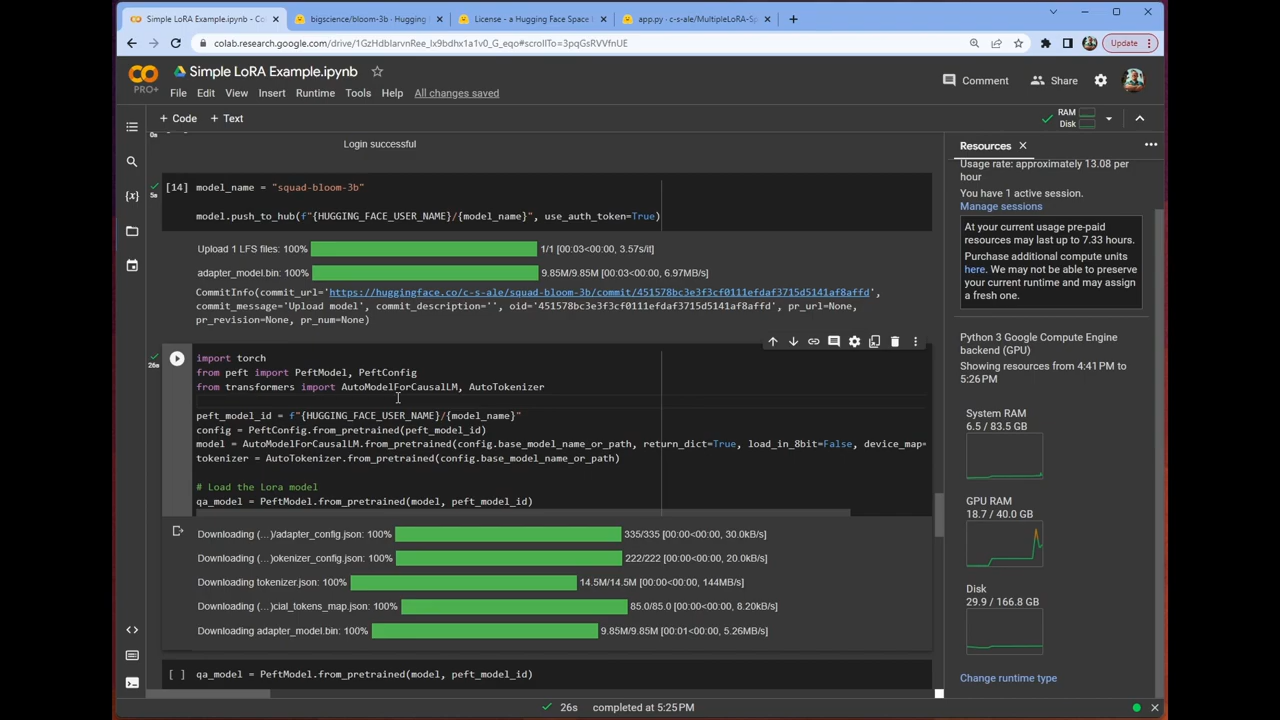 Simple LoRA Example.ipynb - Co
bigscience/bloom-3b · Hugging
License - a Hugging Face Space
app.py · c-s-ale/MultipleLoRA-Sp
colab.research.google.com/drive/1GzHdblarvnRee_lx9bdhx1a1v0_G_eqo#scrollTo=3pqGsRVVfnUE
Update
PRO+
Simple LoRA Example.ipynb
File Edit View Insert Runtime Tools Help All changes saved
Comment
Share
+ Code + Text
RAM
Disk
0s
Login successful
[14] model_name = "squad-bloom-3b"
5s
model.push_to_hub(f"{HUGGING_FACE_USER_NAME}/{model_name}", use_auth_token=True)
Upload 1 LFS files: 100% 1/1 [00:03<00:00, 3.57s/it]
adapter_model.bin: 100% 9.85M/9.85M [00:03<00:00, 6.97MB/s]
CommitInfo(commit_url='https://huggingface.co/c-s-ale/squad-bloom-3b/commit/451578bc3e3f3cf0111efdaf3715d5141af8affd',
commit_message='Upload model', commit_description='', oid='451578bc3e3f3cf0111efdaf3715d5141af8affd', pr_url=None,
pr_revision=None, pr_num=None)
26s
import torch
from peft import PeftModel, PeftConfig
from transformers import AutoModelForCausalLM, AutoTokenizer
peft_model_id = f"{HUGGING_FACE_USER_NAME}/{model_name}"
config = PeftConfig.from_pretrained(peft_model_id)
model = AutoModelForCausalLM.from_pretrained(config.base_model_name_or_path, return_dict=True, load_in_8bit=False, device_map=
tokenizer = AutoTokenizer.from_pretrained(config.base_model_name_or_path)
# Load the Lora model
qa_model = PeftModel.from_pretrained(model, peft_model_id)
Downloading (...)/adapter_config.json: 100% 335/335 [00:00<00:00, 30.0kB/s]
Downloading (...)okenizer_config.json: 100% 222/222 [00:00<00:00, 20.0kB/s]
Downloading tokenizer.json: 100% 14.5M/14.5M [00:00<00:00, 144MB/s]
Downloading (...)cial_tokens_map.json: 100% 85.0/85.0 [00:00<00:00, 8.20kB/s]
Downloading adapter_model.bin: 100% 9.85M/9.85M [00:01<00:00, 5.26MB/s]
[ ] qa_model = PeftModel.from_pretrained(model, peft_model_id)
Resources
Usage rate: approximately 13.08 per
hour
You have 1 active session.
Manage sessions
At your current usage pre-paid
resources may last up to 7.33 hours.
Purchase additional compute units
here. We may not be able to preserve
your current runtime and may assign
a fresh one.
Python 3 Google Compute Engine
backend (GPU)
Showing resources from 4:41 PM to
5:26 PM
System RAM
6.5 / 83.5 GB
GPU RAM
18.7 / 40.0 GB
Disk
29.9 / 166.8 GB
Change runtime type
26s completed at 5:25 PM